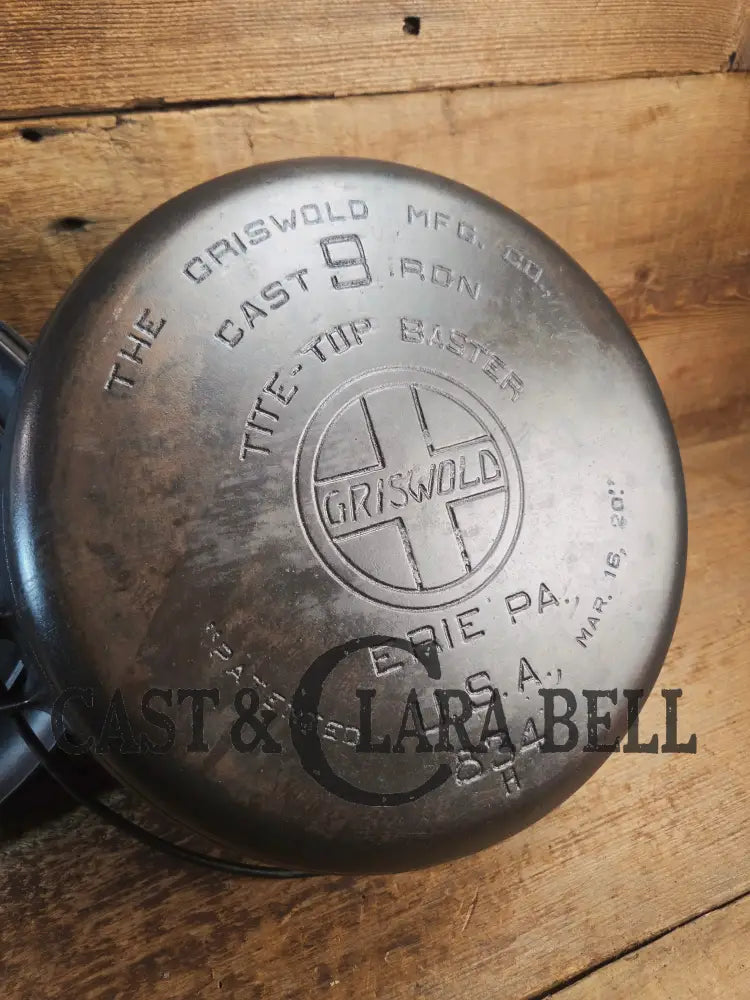 THE GRISWOLD MFG. CO.,
CAST 9 IRON
TITE-TOP BASTER
GRISWOLD
ERIE PA.,
U.S.A.,
"PATENTED
MAR. 16, 20."
834
CAST & CLARA BELL